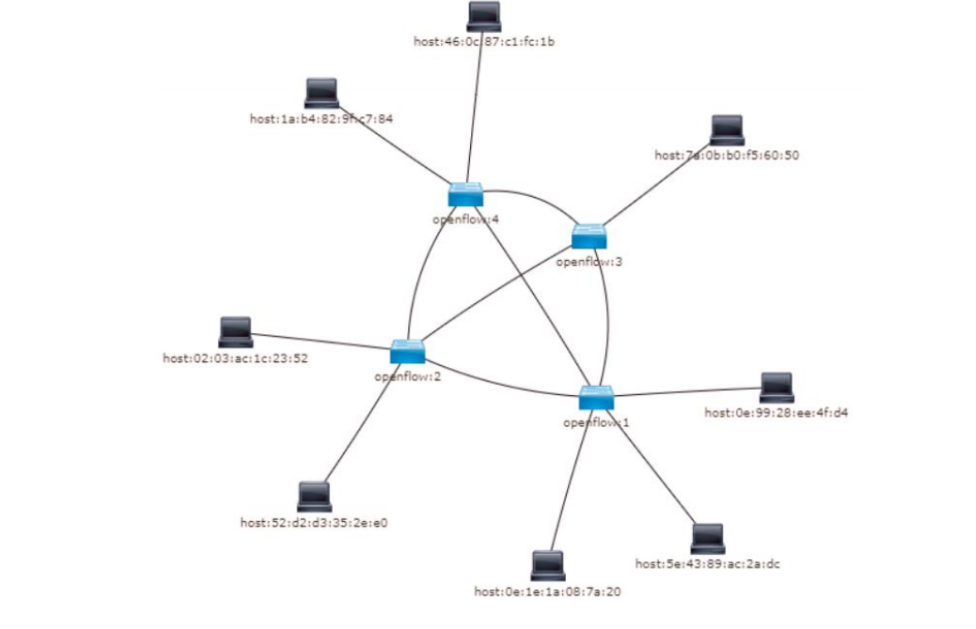 host:46:0c:87:c1:fc:1b
host:1a:b4:82:9f:c7:84
host:7a:0b:b0:f5:60:50
openflow:4
openflow:3
host:02:03:ac:1c:23:52
openflow:2
host:0e:99:28:ee:4f:d4
openflow:1
host:52:d2:d3:35:2e:e0
host:5e:43:89:ac:2a:dc
host:0e:1e:1a:08:7a:20